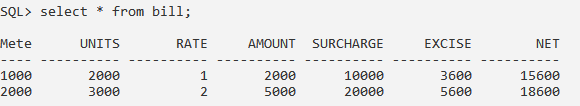 SQL> select * from bill;
Mete UNITS RATE AMOUNT SURCHARGE EXCISE NET
---- ---------- ---------- ---------- ---------- ---------- ----------
1000 2000 1 2000 10000 3600 15600
2000 3000 2 5000 20000 5600 18600